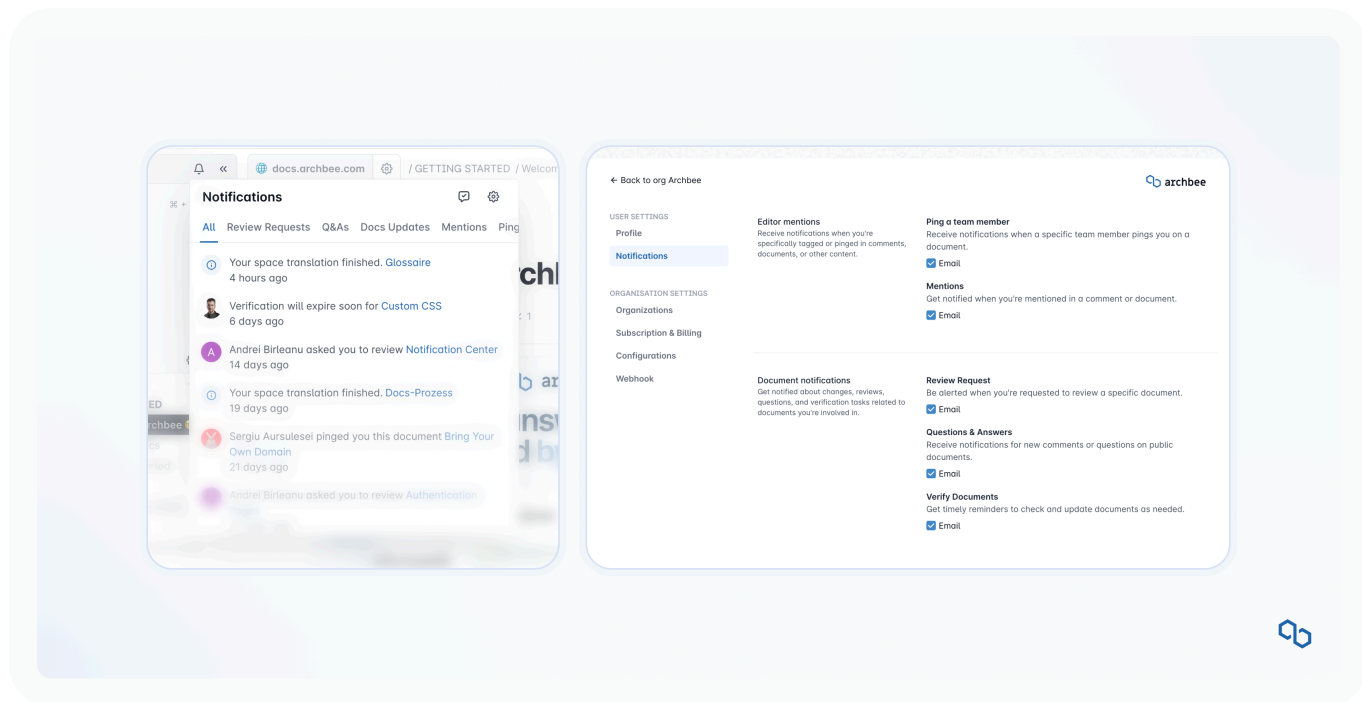 docs.archbee.com / GETTING STARTED / Welcom
⌘ +
Notifications
All Review Requests Q&As Docs Updates Mentions Ping
Your space translation finished. Glossaire
4 hours ago
Verification will expire soon for Custom CSS
6 days ago
A Andrei Birleanu asked you to review Notification Center
14 days ago
Your space translation finished. Docs-Prozess
19 days ago
Sergiu Aursulesei pinged you this document Bring Your
Own Domain
21 days ago
Andrei Birleanu asked you to review Authentication
chl
1
ar
ED
rchbee
nsw
d by
← Back to org Archbee
archbee
USER SETTINGS
Profile
Notifications
ORGANISATION SETTINGS
Organizations
Subscription & Billing
Configurations
Webhook
Editor mentions
Receive notifications when you're
specifically tagged or pinged in comments,
documents, or other content.
Ping a team member
Receive notifications when a specific team member pings you on a
document.
Email
Mentions
Get notified when you're mentioned in a comment or document.
Email
Document notifications
Get notified about changes, reviews,
questions, and verification tasks related to
documents you're involved in.
Review Request
Be alerted when you're requested to review a specific document.
Email
Questions & Answers
Receive notifications for new comments or questions on public
documents.
Email
Verify Documents
Get timely reminders to check and update documents as needed.
Email